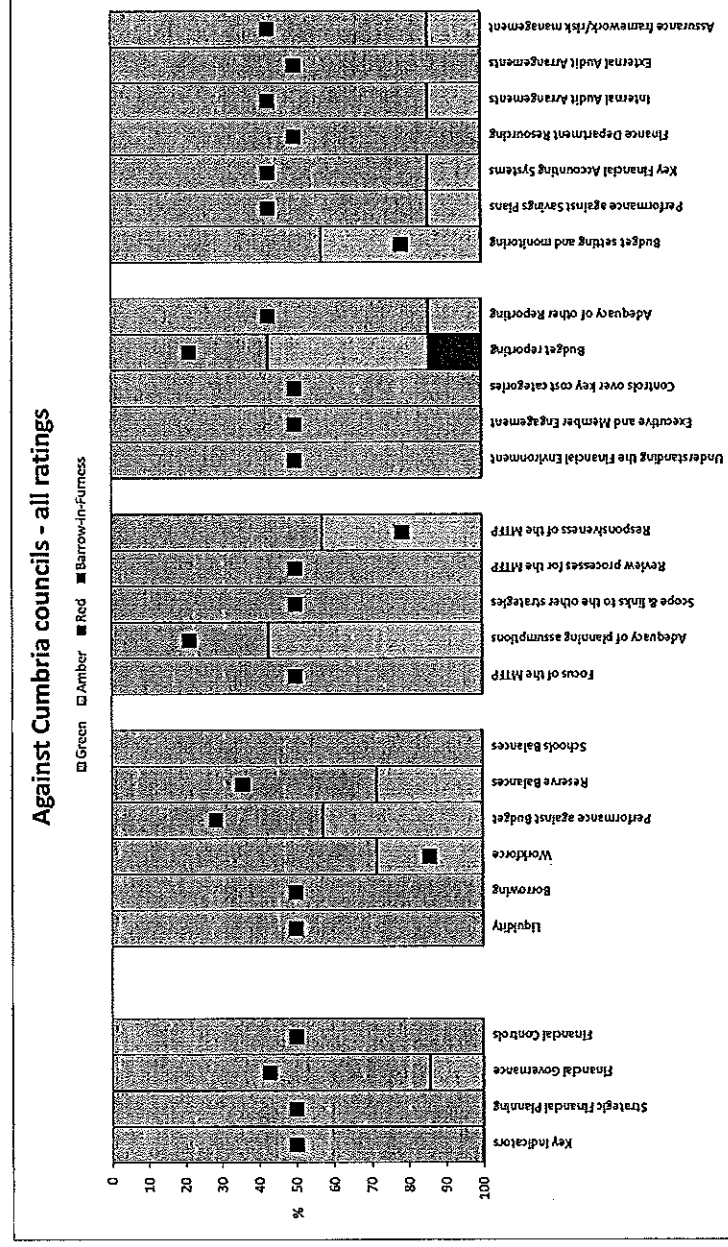 Against Cumbria councils - all ratings
Green Amber Red Barrow-in-Furness
0
10
20
30
40
50
60
70
80
90
100
%
Key Indicators
Strategic Financial Planning
Financial Governance
Financial Controls
Liquidity
Borrowing
Workforce
Performance against Budget
Reserve Balances
Schools Balances
Focus of the MTFP
Adequacy of planning assumptions
Scope & links to the other strategies
Review processes for the MTFP
Responsiveness of the MTFP
Understanding the Financial Environment
Executive and Member Engagement
Controls over key cost categories
Budget reporting
Adequacy of other Reporting
Budget setting and monitoring
Performance against Savings Plans
Key Financial Accounting Systems
Finance Department Resourcing
Internal Audit Arrangements
External Audit Arrangements
Assurance framework/risk management